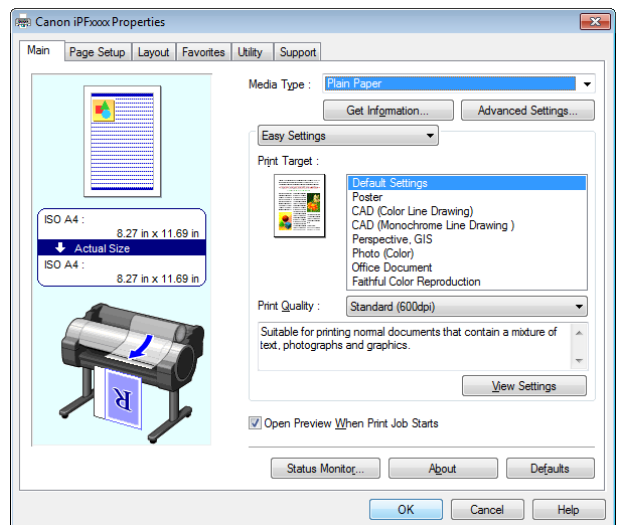 Canon iPFxxxx Properties
Main Page Setup Layout Favorites Utility Support
Media Type : Plain Paper
Get Information... Advanced Settings...
Easy Settings
Print Target :
Default Settings
Poster
CAD (Color Line Drawing)
CAD (Monochrome Line Drawing )
Perspective, GIS
Photo (Color)
Office Document
Faithful Color Reproduction
ISO A4 :
8.27 in x 11.69 in
Actual Size
ISO A4 :
8.27 in x 11.69 in
R
Print Quality : Standard (600dpi)
Suitable for printing normal documents that contain a mixture of
text, photographs and graphics.
View Settings
Open Preview When Print Job Starts
Status Monitor... About Defaults
OK Cancel Help